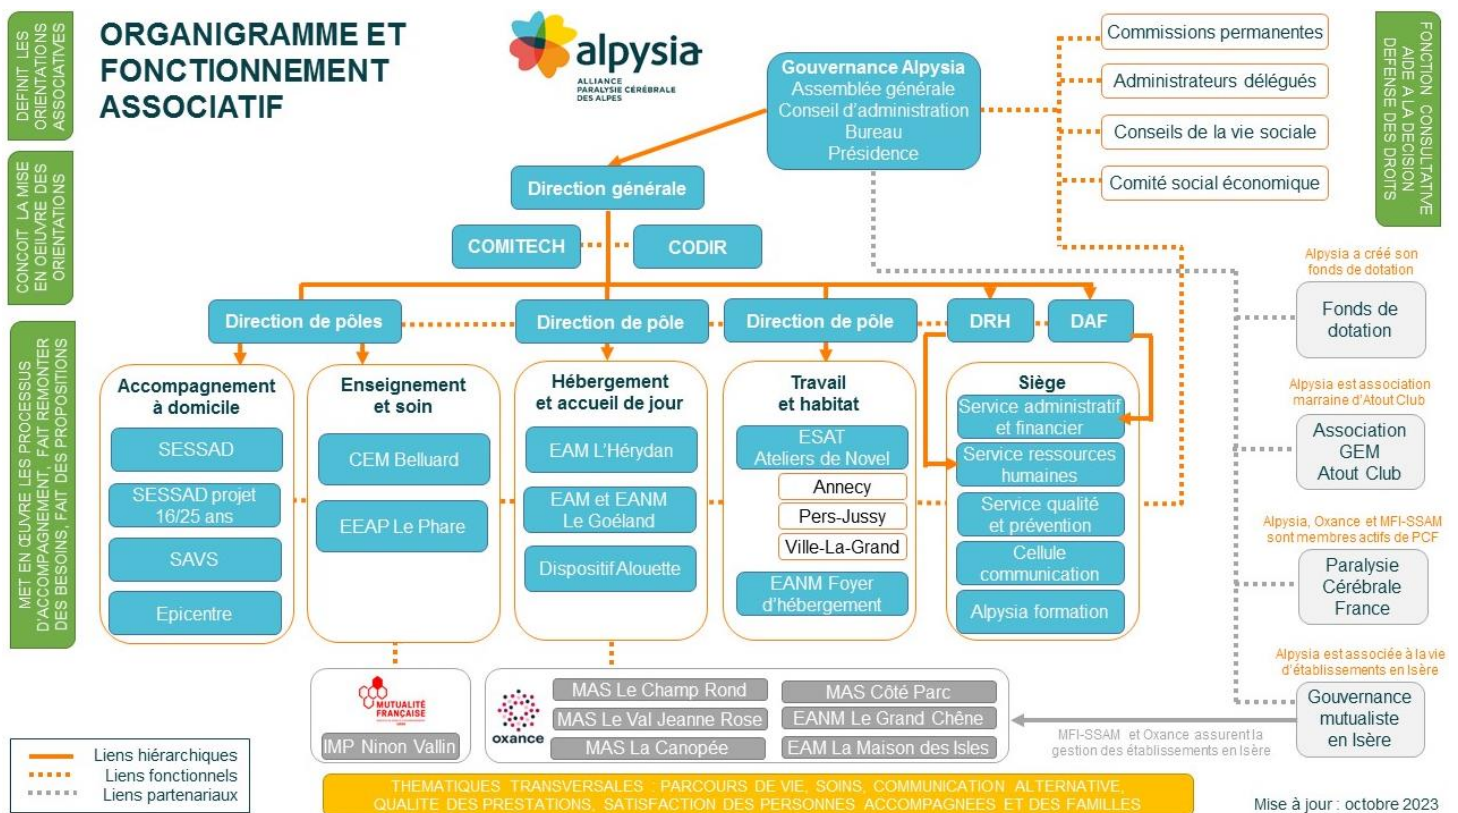 DEFINIT LES
ORIENTATIONS
ASSOCIATIVES
ORGANIGRAMME ET
FONCTIONNEMENT
ASSOCIATIF
alpysia
ALLIANCE
PARALYSIE CÉRÉBRALE
DES ALPES
Gouvernance Alpysia
Assemblée générale
Conseil d'administration
Bureau
Présidence
Commissions permanentes
Administrateurs délégués
Conseils de la vie sociale
Comité social économique
FONCTION CONSULTATIVE
AIDE A LA DECISION
DEFENSE DES DROITS
CONCOIT LA MISE
EN OEIUVRE DES
ORIENTATIONS
Direction générale
COMITECH
CODIR
Alpysia a créé son
fonds de dotation
Fonds de
dotation
MET EN ŒUVRE LES PROCESSUS
D'ACCOMPAGNEMENT, FAIT REMONTER
DES BESOINS, FAIT DES PROPOSITIONS
Direction de pôles
Direction de pôle
Direction de pôle
DRH
DAF
Accompagnement
à domicile
SESSAD
SESSAD projet
16/25 ans
SAVS
Epicentre
Enseignement
et soin
CEM Belluard
EEAP Le Phare
Hébergement
et accueil de jour
EAM L'Hérydan
EAM et EANM
Le Goéland
Dispositif Alouette
Travail
et habitat
ESAT
Ateliers de Novel
Annecy
Pers-Jussy
Ville-La-Grand
EANM Foyer
d'hébergement
Siège
Service administratif
et financier
Service ressources
humaines
Service qualité
et prévention
Cellule
communication
Alpysia formation
Alpysia est association
marraine d'Atout Club
Association
GEM
Atout Club
Alpysia, Oxance et MFI-SSAM
sont membres actifs de PCF
Paralysie
Cérébrale
France
Alpysia est associée à la vie
d'établissements en Isère
Gouvernance
mutualiste
en Isère
MUTUALITÉ
FRANÇAISE
IMP Ninon Vallin
oxance
MAS Le Champ Rond
MAS Le Val Jeanne Rose
MAS La Canopée
MAS Côté Parc
EANM Le Grand Chêne
EAM La Maison des Isles
MFI-SSAM et Oxance assurent la
gestion des établissements en Isère
Liens hiérarchiques
Liens fonctionnels
Liens partenariaux
THEMATIQUES TRANSVERSALES : PARCOURS DE VIE, SOINS, COMMUNICATION ALTERNATIVE,
QUALITE DES PRESTATIONS, SATISFACTION DES PERSONNES ACCOMPAGNEES ET DES FAMILLES
Mise à jour : octobre 2023